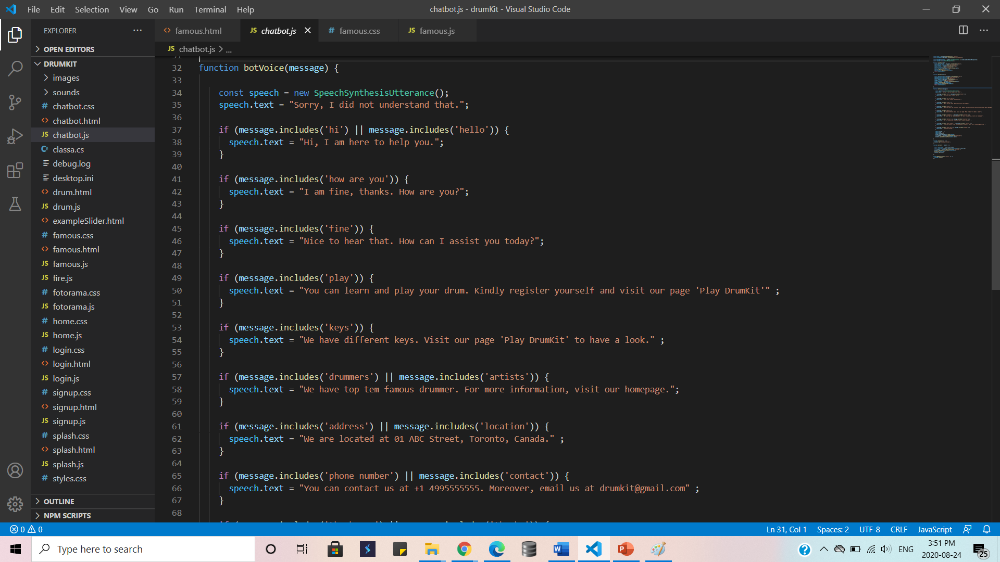 File Edit Selection View Go Run Terminal Help
chatbot.js - drumKit - Visual Studio Code
EXPLORER
OPEN EDITORS
DRUMKIT
images
sounds
# chatbot.css
<> chatbot.html
JS chatbot.js
C# classa.cs
debug.log
desktop.ini
<> drum.html
JS drum.js
<> exampleSlider.html
# famous.css
<> famous.html
JS famous.js
JS fire.js
# fotorama.css
JS fotorama.js
# home.css
JS home.js
# login.css
<> login.html
JS login.js
# signup.css
<> signup.html
JS signup.js
# splash.css
<> splash.html
JS splash.js
# styles.css
OUTLINE
NPM SCRIPTS
<> famous.html JS chatbot.js # famous.css JS famous.js
JS chatbot.js > ...
31
32 function botVoice(message) {
33
34 const speech = new SpeechSynthesisUtterance();
35 speech.text = "Sorry, I did not understand that.";
36
37 if (message.includes('hi') || message.includes('hello')) {
38 speech.text = "Hi, I am here to help you.";
39 }
40
41 if (message.includes('how are you')) {
42 speech.text = "I am fine, thanks. How are you?";
43 }
44
45 if (message.includes('fine')) {
46 speech.text = "Nice to hear that. How can I assist you today?";
47 }
48
49 if (message.includes('play')) {
50 speech.text = "You can learn and play your drum. Kindly register yourself and visit our page 'Play DrumKit'" ;
51 }
52
53 if (message.includes('keys')) {
54 speech.text = "We have different keys. Visit our page 'Play DrumKit' to have a look." ;
55 }
56
57 if (message.includes('drummers') || message.includes('artists')) {
58 speech.text = "We have top tem famous drummer. For more information, visit our homepage.";
59 }
60
61 if (message.includes('address') || message.includes('location')) {
62 speech.text = "We are located at 01 ABC Street, Toronto, Canada." ;
63 }
64
65 if (message.includes('phone number') || message.includes('contact')) {
66 speech.text = "You can contact us at +1 4995555555. Moreover, email us at drumkit@gmail.com" ;
67 }
68
0 0
Ln 31, Col 1 Spaces: 2 UTF-8 CRLF JavaScript
Type here to search
ENG
3:51 PM
2020-08-24
25